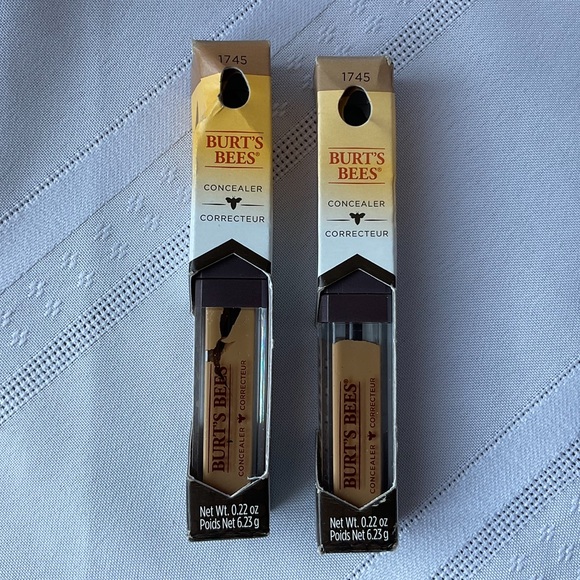 1745
BURT'S
BEES®
CONCEALER
CORRECTEUR
BURT'S BEES®
CONCEALER CORRECTEUR
Net Wt. 0.22 oz
Poids Net 6.23 g
1745
BURT'S
BEES®
CONCEALER
CORRECTEUR
BURT'S BEES®
CONCEALER CORRECTEUR
Net Wt. 0.22 oz
Poids Net 6.23 g